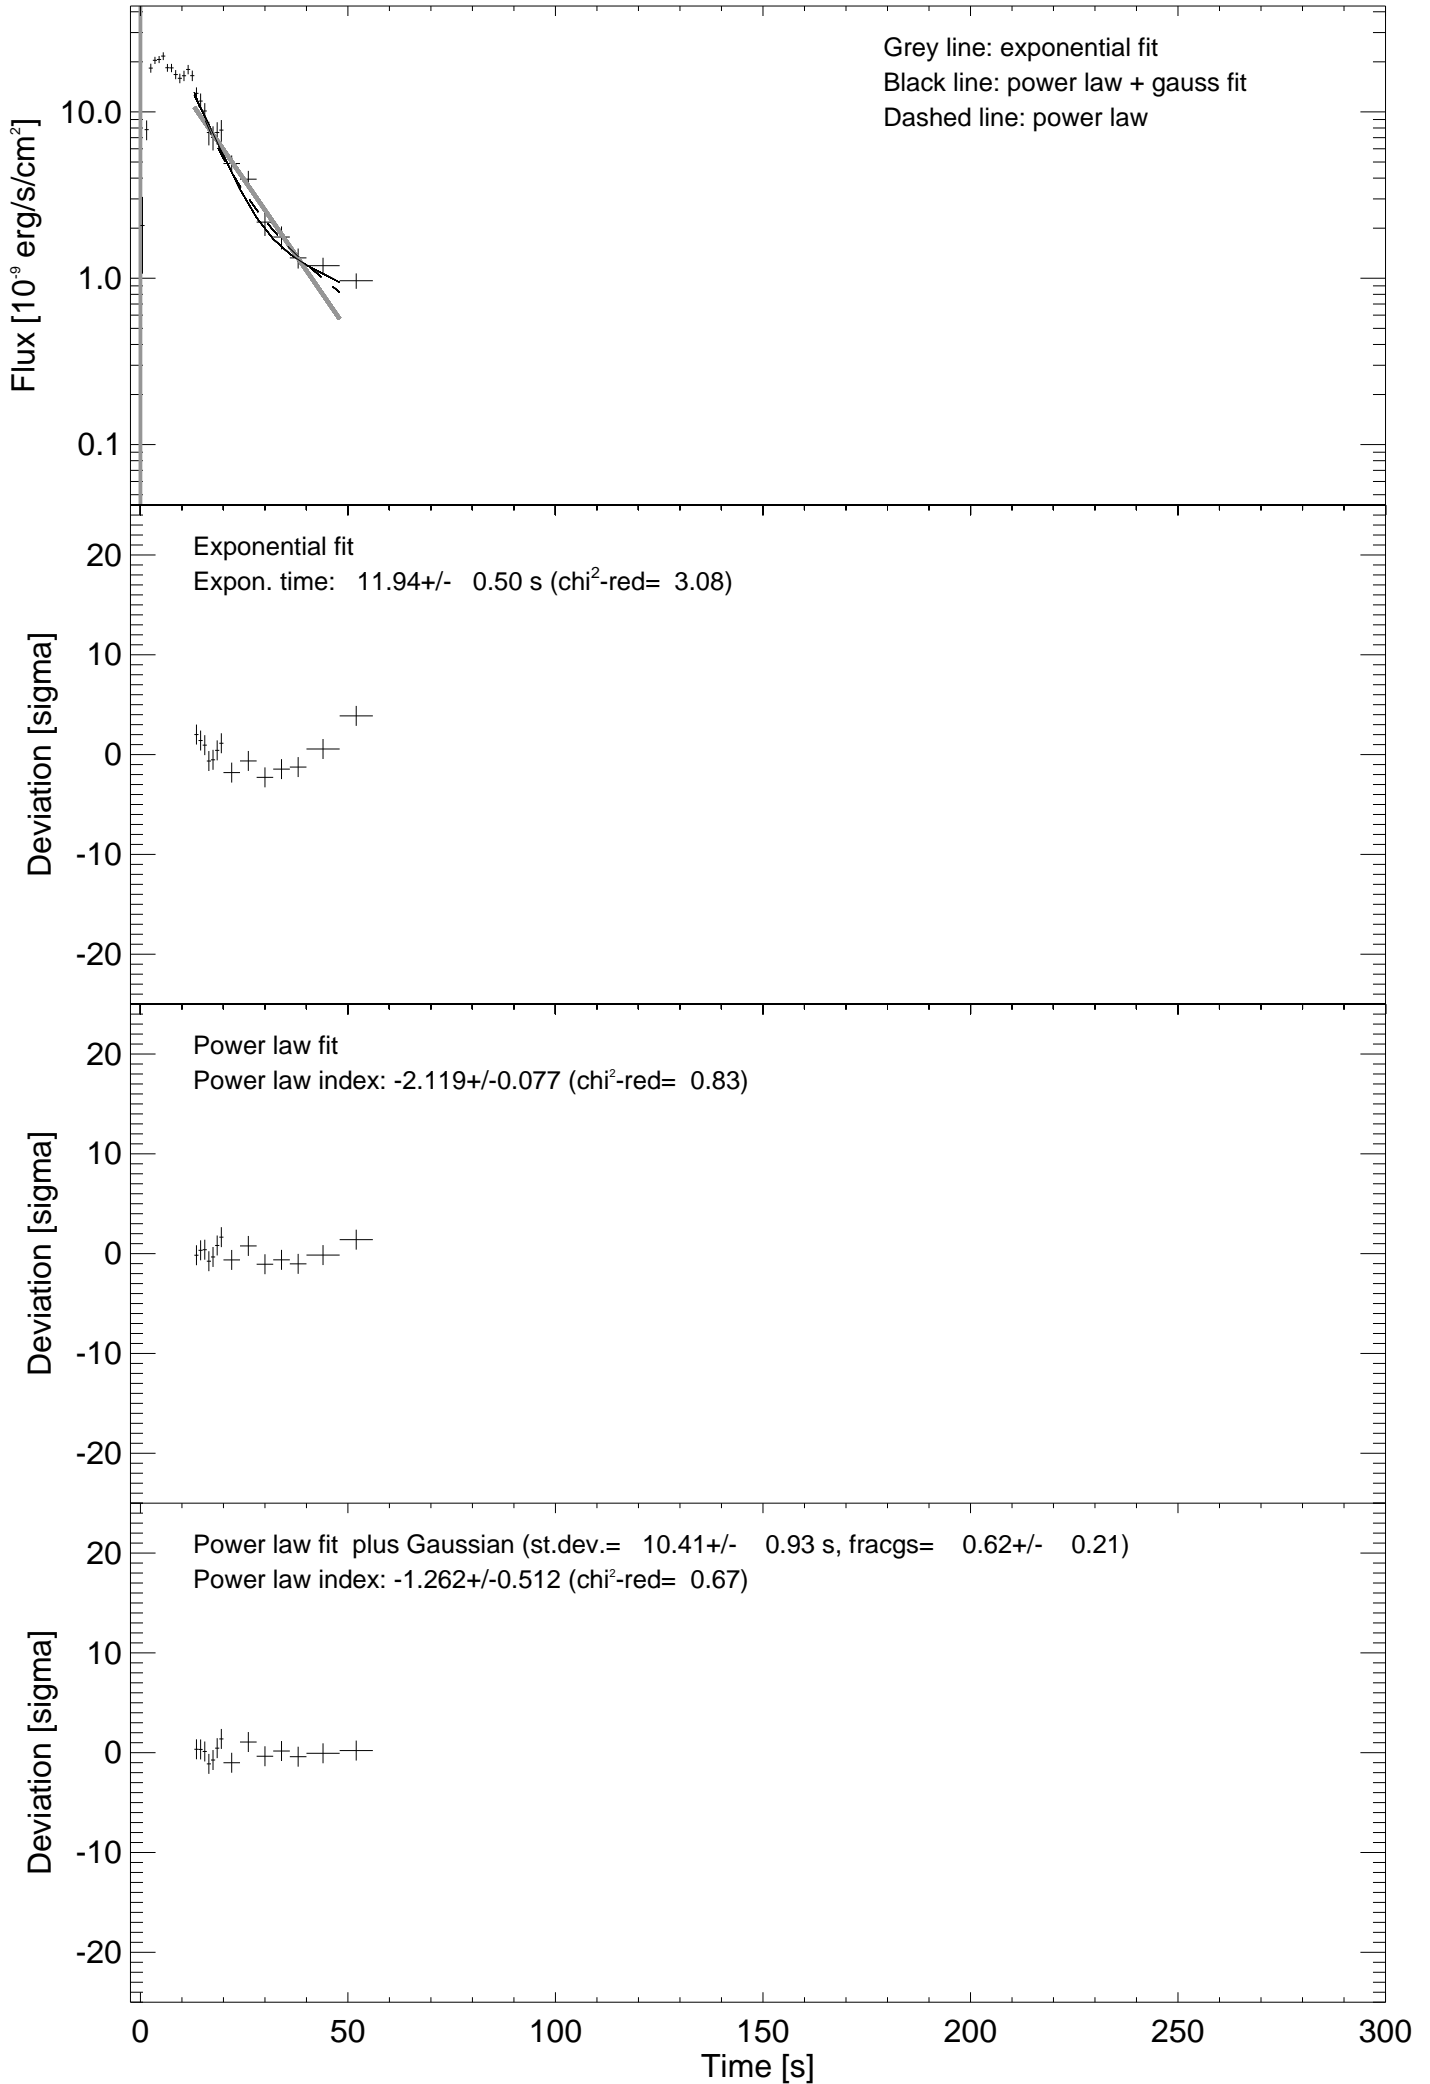 Grey line: exponential fit
Black line: power law + gauss fit
Dashed line: power law
10.0
1.0
0.1
Flux [10⁻⁹ erg/s/cm²]
Exponential fit
Expon. time: 11.94+/- 0.50 s (chi²-red= 3.08)
20
10
0
-10
-20
Deviation [sigma]
Power law fit
Power law index: -2.119+/-0.077 (chi²-red= 0.83)
20
10
0
-10
-20
Deviation [sigma]
Power law fit plus Gaussian (st.dev.= 10.41+/- 0.93 s, fracgs= 0.62+/- 0.21)
Power law index: -1.262+/-0.512 (chi²-red= 0.67)
20
10
0
-10
-20
Deviation [sigma]
0 50 100 150 200 250 300
Time [s]